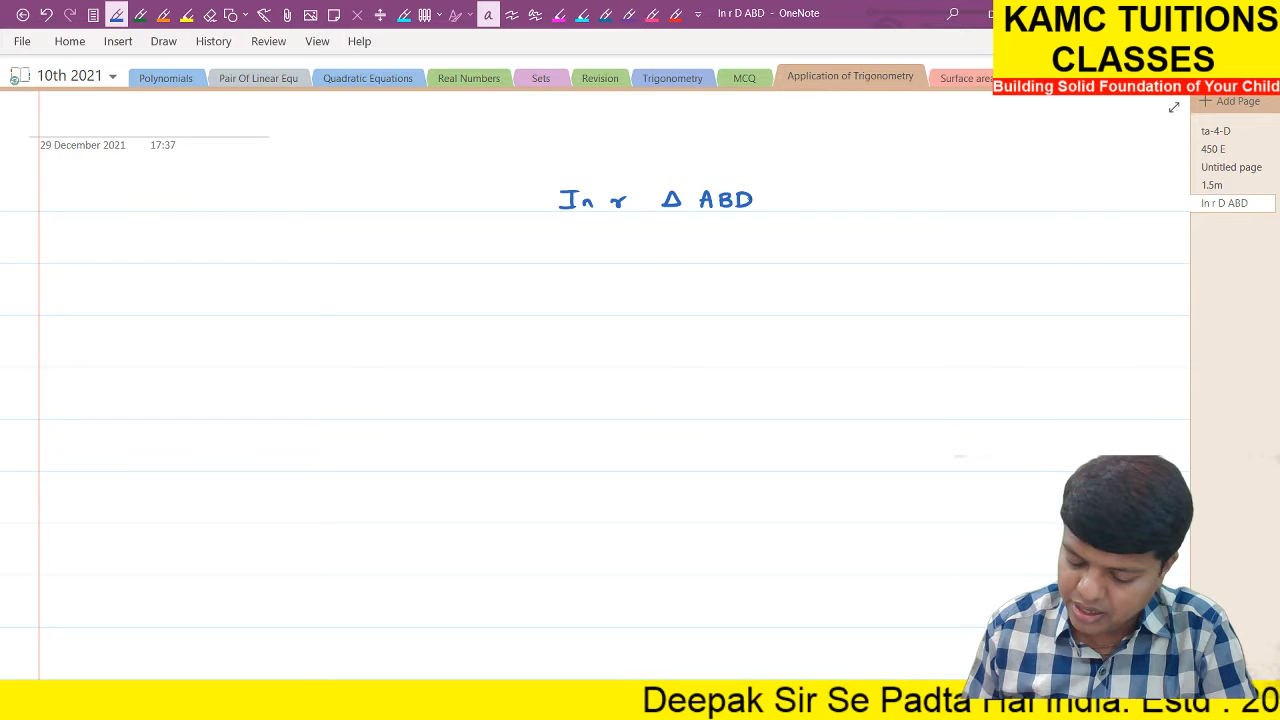 In r D ABD - OneNote
KAMC TUITIONS
CLASSES
Building Solid Foundation of Your Child
File Home Insert Draw History Review View Help
10th 2021 Polynomials Pair Of Linear Equ Quadratic Equations Real Numbers Sets Revision Trigonometry MCQ Application of Trigonometry Surface area
Add Page
29 December 2021 17:37
ta-4-D
450 E
Untitled page
1.5m
In r D ABD
In r Δ ABD
Deepak Sir Se Padta Hai India. Estd : 20